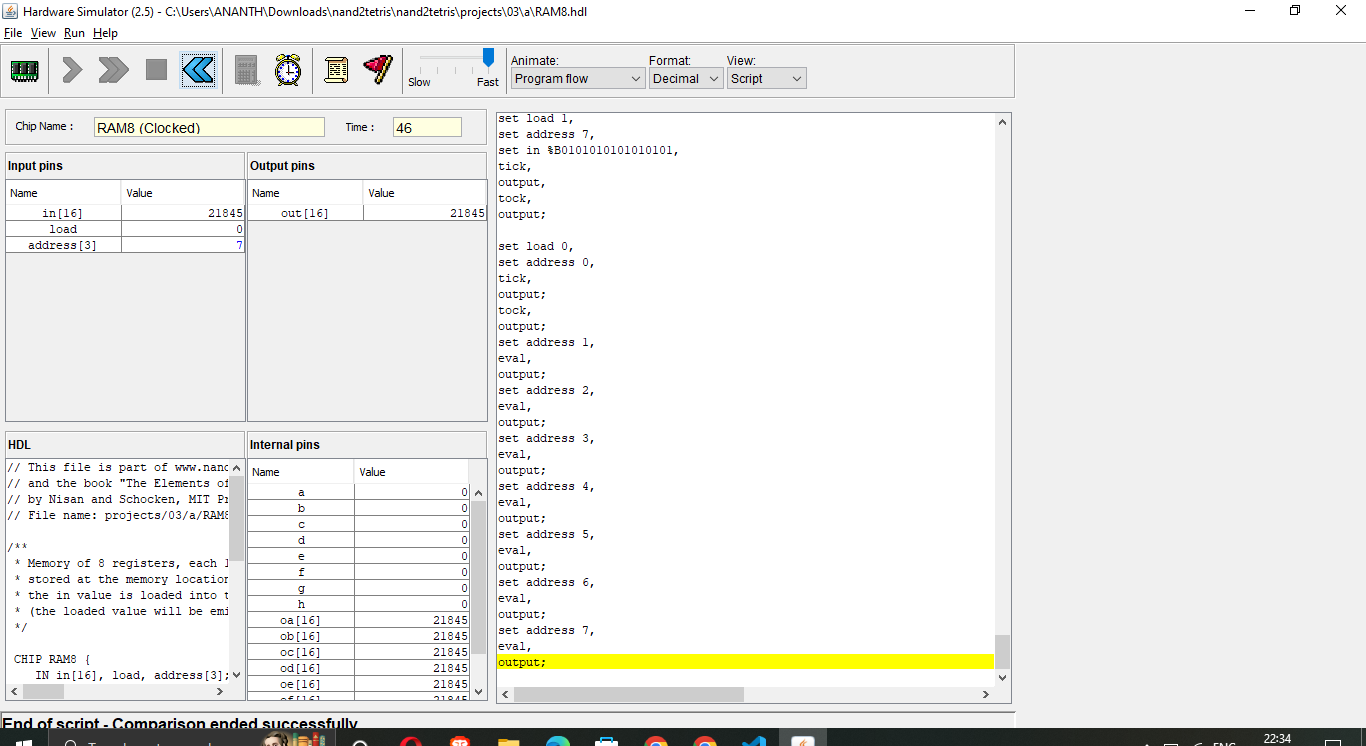 Hardware Simulator (2.5) - C:\Users\ANANTH\Downloads\nand2tetris\nand2tetris\projects\03\a\RAM8.hdl
File View Run Help
Slow Fast
Animate: Format: View:
Program flow Decimal Script
Chip Name : RAM8 (Clocked) Time : 46
Input pins
Name Value
in[16] 21845
load 0
address[3] 7
Output pins
Name Value
out[16] 21845
HDL
// This file is part of www.nand
// and the book "The Elements of
// by Nisan and Schocken, MIT Pr
// File name: projects/03/a/RAM8
/**
* Memory of 8 registers, each 1
* stored at the memory location
* the in value is loaded into t
* (the loaded value will be emi
*/
CHIP RAM8 {
IN in[16], load, address[3];
Internal pins
Name Value
a 0
b 0
c 0
d 0
e 0
f 0
g 0
h 0
oa[16] 21845
ob[16] 21845
oc[16] 21845
od[16] 21845
oe[16] 21845
of[16] 21845
set load 1,
set address 7,
set in %B0101010101010101,
tick,
output,
tock,
output;
set load 0,
set address 0,
tick,
output;
tock,
output;
set address 1,
eval,
output;
set address 2,
eval,
output;
set address 3,
eval,
output;
set address 4,
eval,
output;
set address 5,
eval,
output;
set address 6,
eval,
output;
set address 7,
eval,
output;
End of script - Comparison ended successfully
ENG
22:34